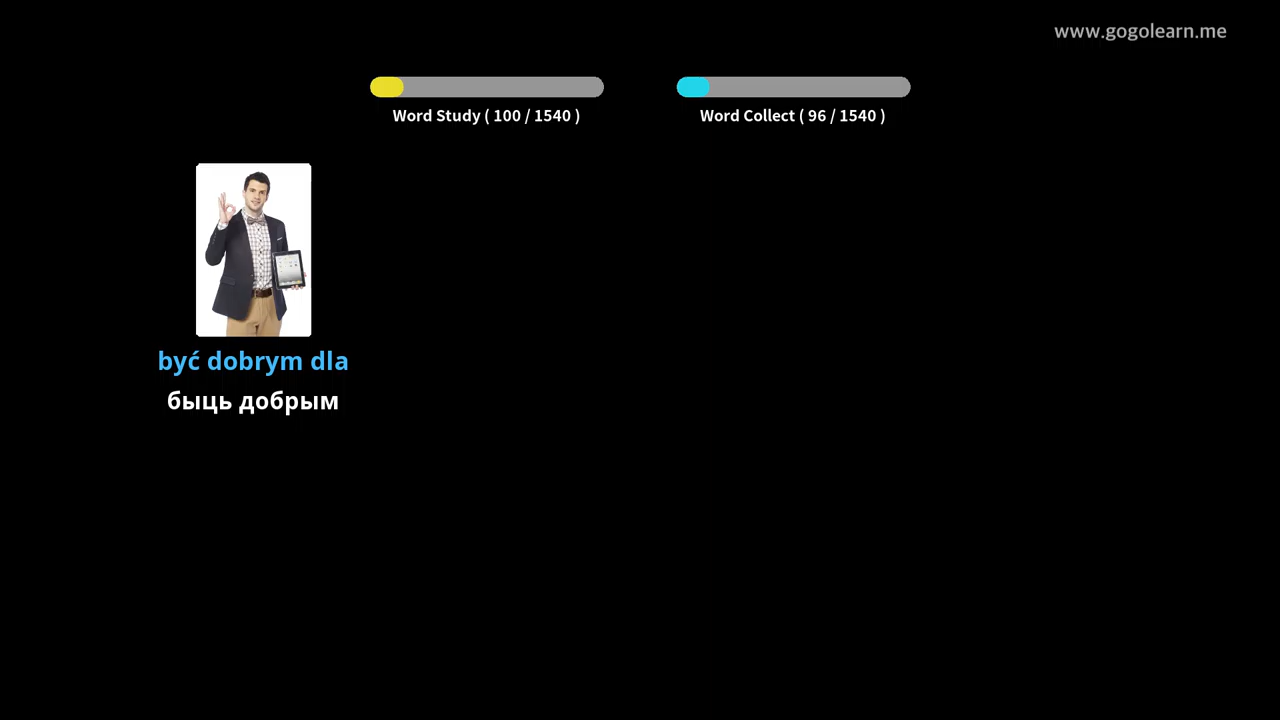 www.gogolearn.me
Word Study ( 100 / 1540 )
Word Collect ( 96 / 1540 )
być dobrym dla
быць добрым